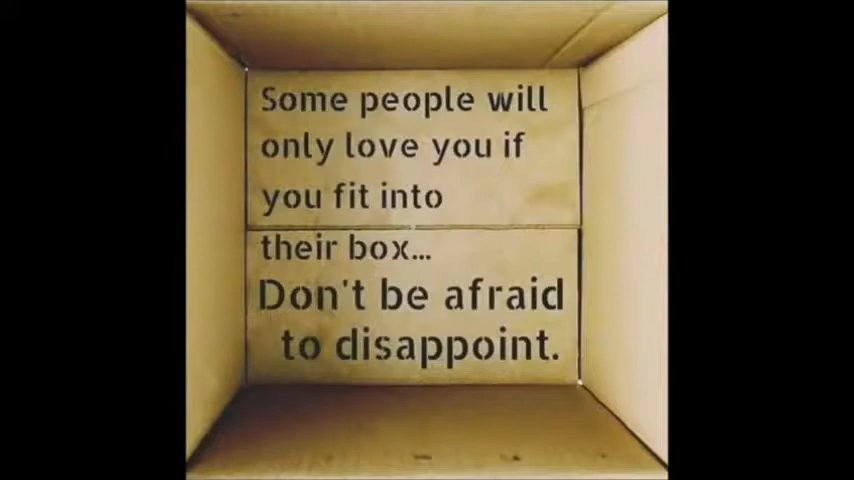 Some people will
only love you if
you fit into
their box...
Don't be afraid
to disappoint.